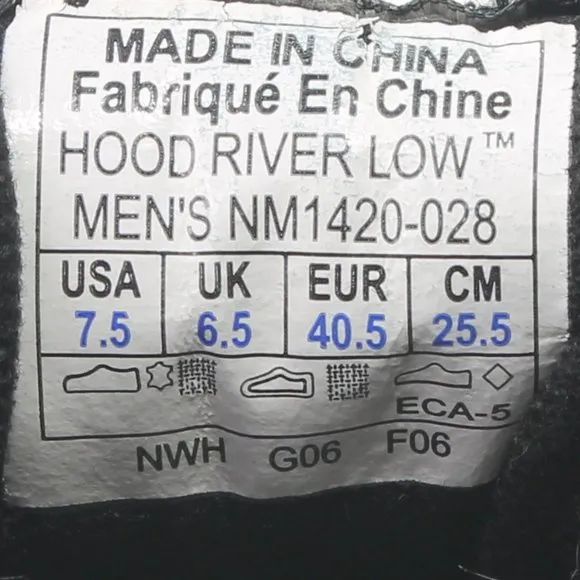 MADE IN CHINA
Fabriqué En Chine
HOOD RIVER LOW™
MEN'S NM1420-028
USA UK EUR CM
7.5 6.5 40.5 25.5
ECA-5
NWH G06 F06